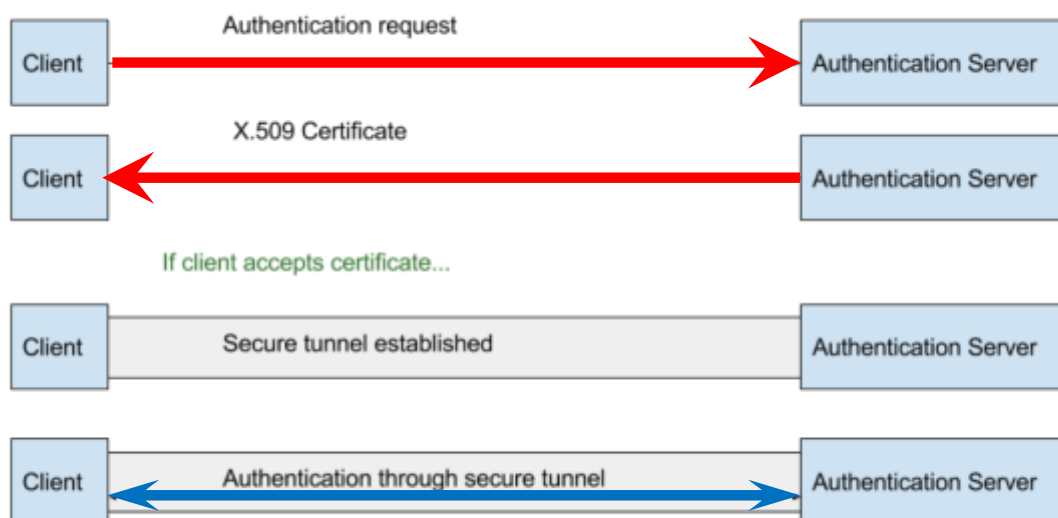 Authentication request
Client
Authentication Server
X.509 Certificate
Client
Authentication Server
If client accepts certificate...
Client
Secure tunnel established
Authentication Server
Client
Authentication through secure tunnel
Authentication Server